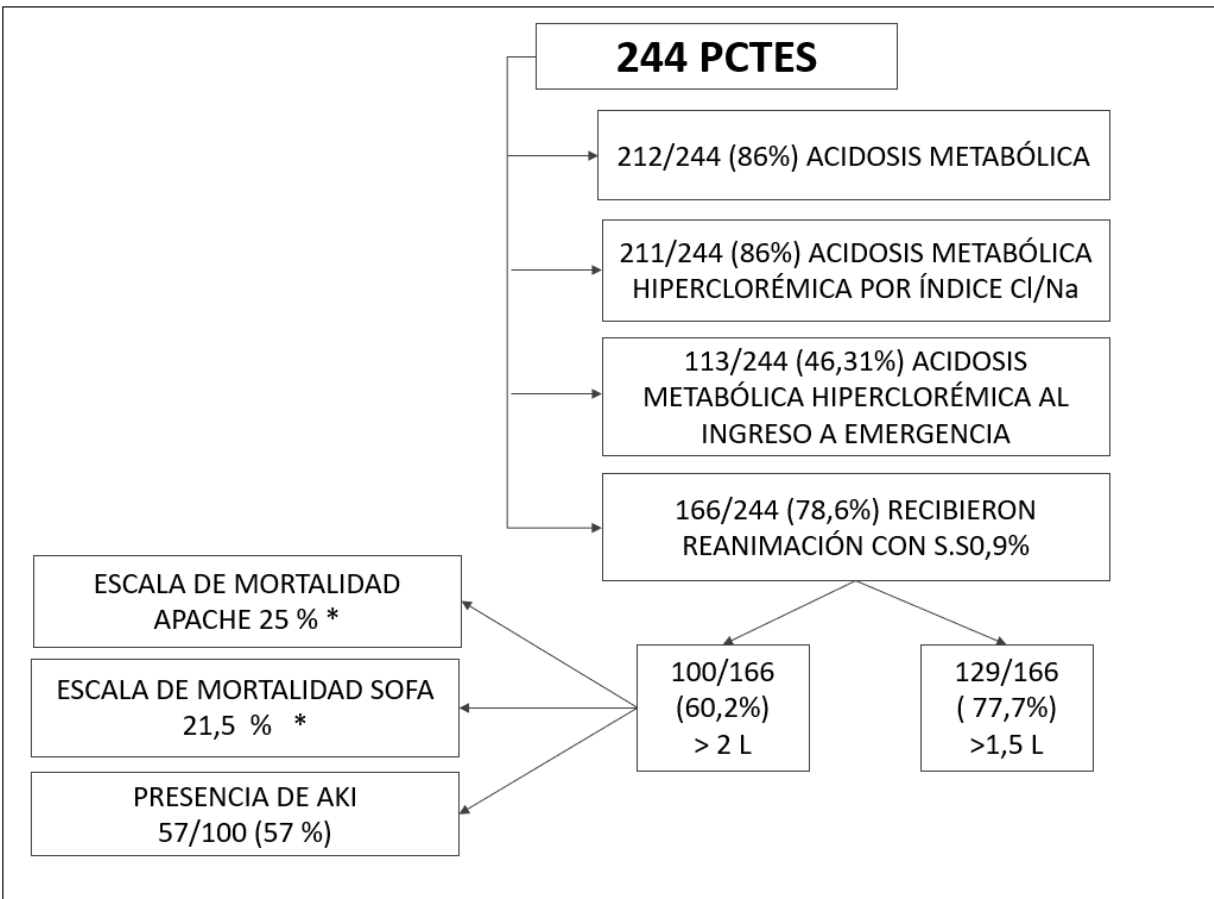 244 PCTES
212/244 (86%) ACIDOSIS METABÓLICA
211/244 (86%) ACIDOSIS METABÓLICA
HIPERCLORÉMICA POR ÍNDICE Cl/Na
113/244 (46,31%) ACIDOSIS
METABÓLICA HIPERCLORÉMICA AL
INGRESO A EMERGENCIA
166/244 (78,6%) RECIBIERON
REANIMACIÓN CON S.S0,9%
ESCALA DE MORTALIDAD
APACHE 25 % *
ESCALA DE MORTALIDAD SOFA
21,5 % *
PRESENCIA DE AKI
57/100 (57 %)
100/166
(60,2%)
> 2 L
129/166
( 77,7%)
>1,5 L